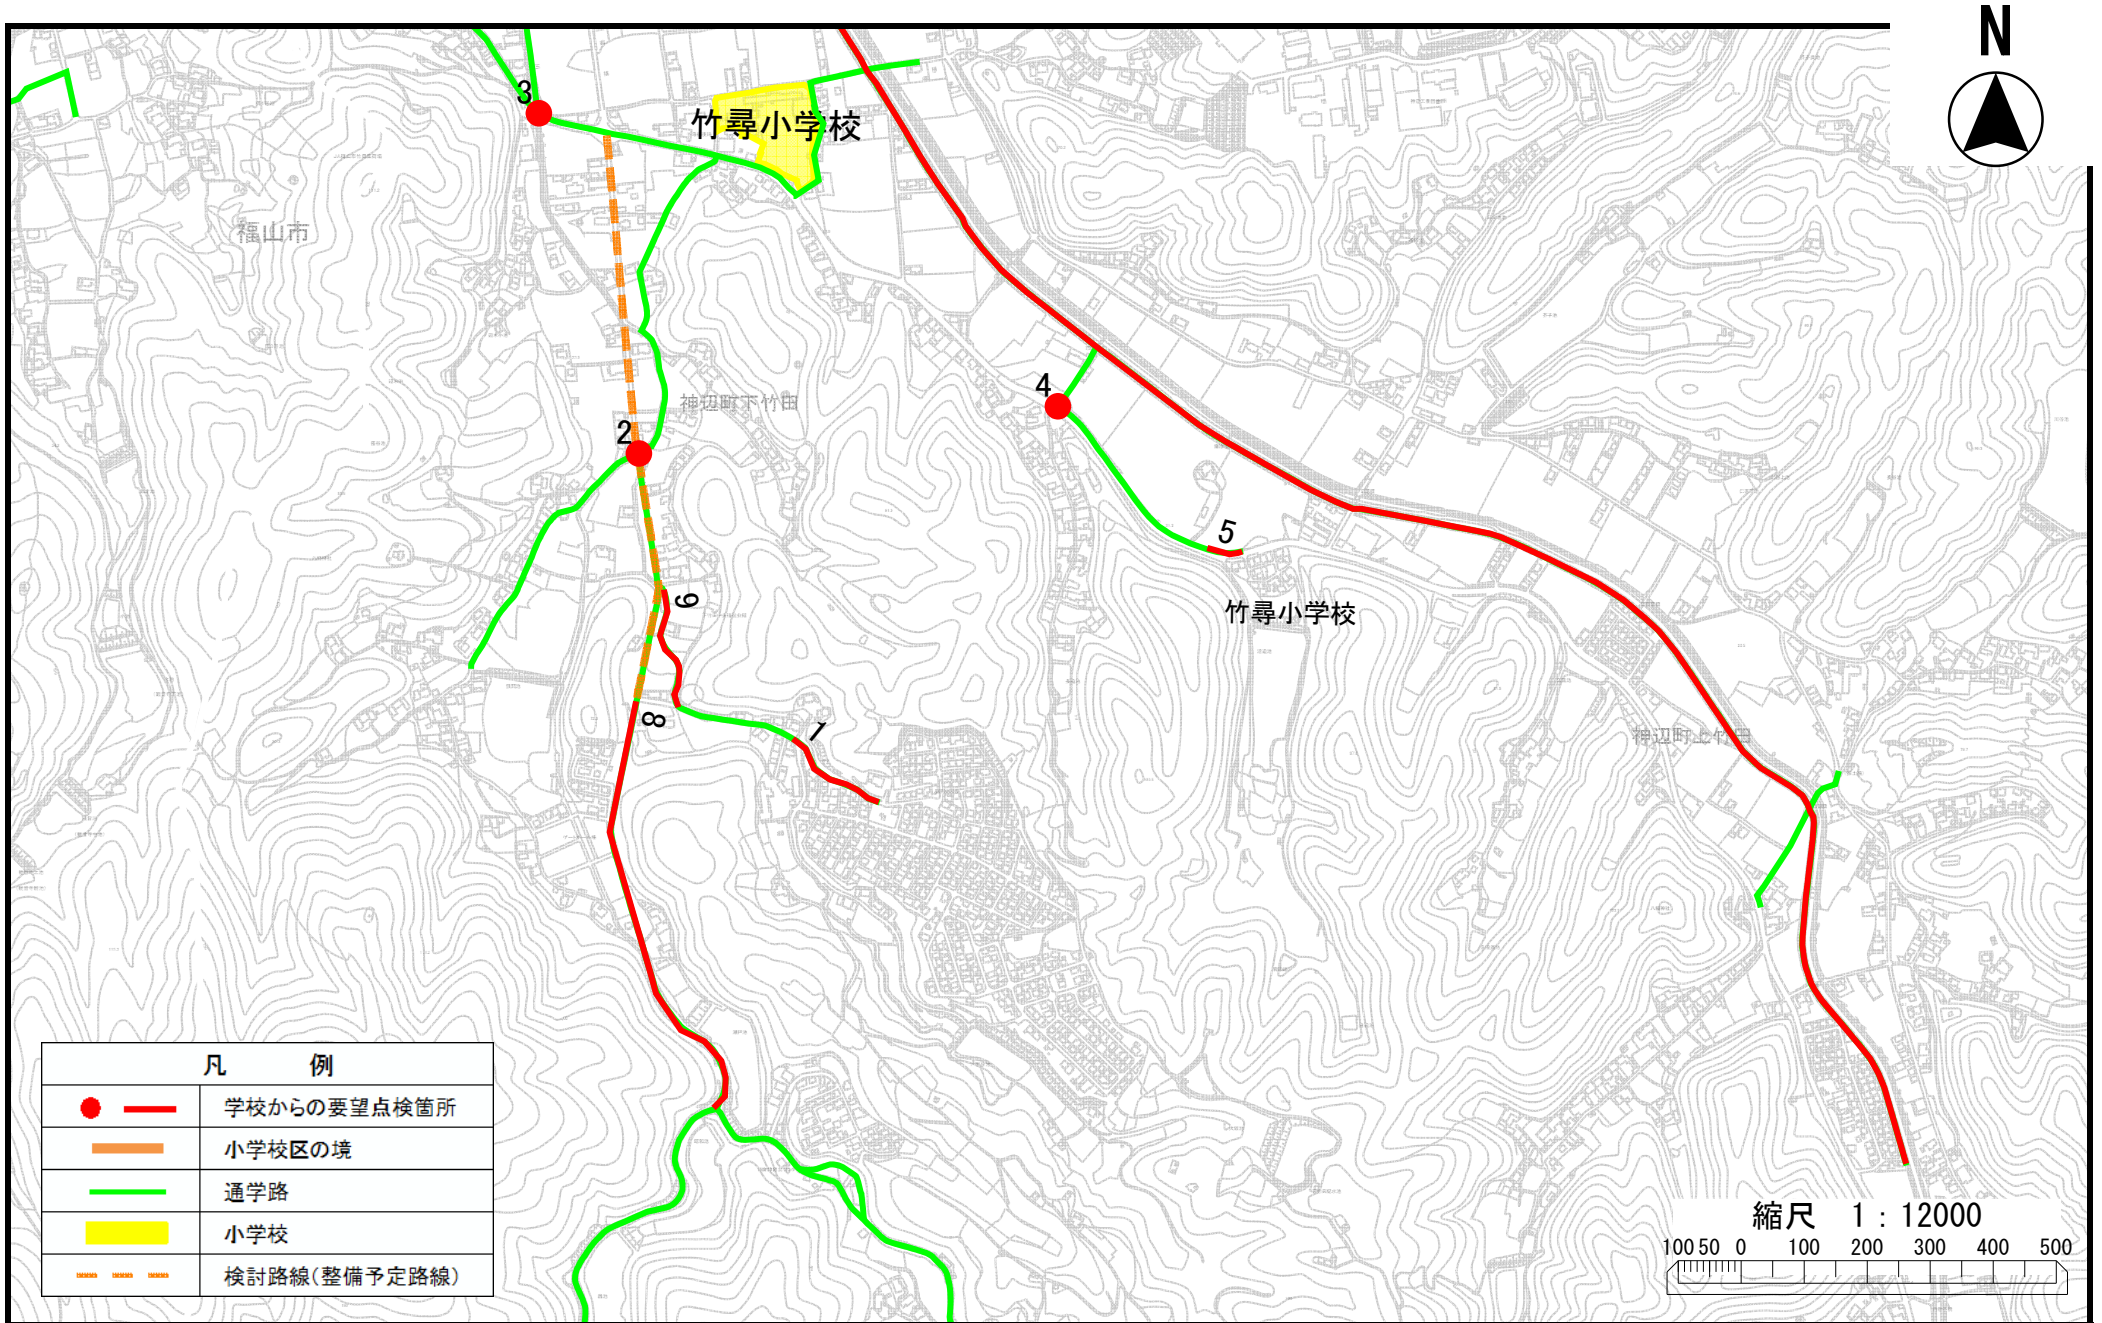 N
3
竹尋小学校
福山市
4
神辺町下竹田
2
5
9
竹尋小学校
8
1
神辺町上竹田
凡 例
学校からの要望点検箇所
小学校区の境
通学路
小学校
検討路線(整備予定路線)
縮尺 1:12000
100 50 0 100 200 300 400 500